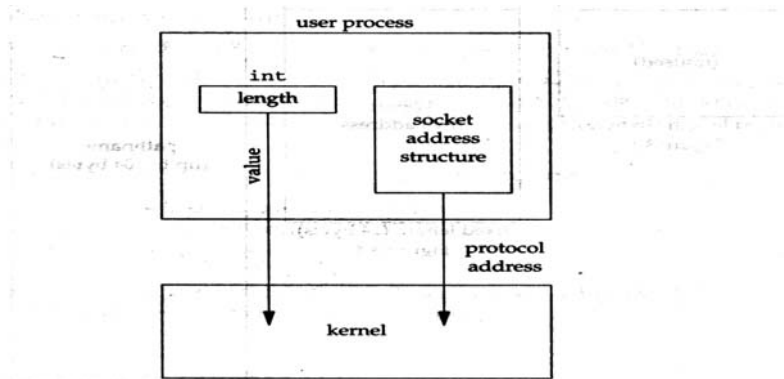 user process
int
length
value
socket
address
structure
protocol
address
kernel